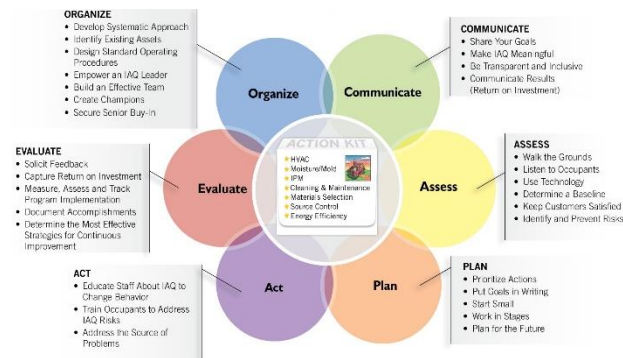 ORGANIZE
• Develop Systematic Approach
• Identify Existing Assets
• Design Standard Operating
Procedures
• Empower an IAQ Leader
• Build an Effective Team
• Create Champions
• Secure Senior Buy-In
COMMUNICATE
• Share Your Goals
• Make IAQ Meaningful
• Be Transparent and Inclusive
• Communicate Results
(Return on Investment)
Organize
Communicate
EVALUATE
• Solicit Feedback
• Capture Return on Investment
• Measure, Assess and Track
Program Implementation
• Document Accomplishments
• Determine the Most Effective
Strategies for Continuous
Improvement
Evaluate
ACTION KIT
HVAC
Moisture/Mold
IPM
Cleaning & Maintenance
Materials Selection
Source Control
Energy Efficiency
Assess
ASSESS
• Walk the Grounds
• Listen to Occupants
• Use Technology
• Determine a Baseline
• Keep Customers Satisfied
• Identify and Prevent Risks
ACT
• Educate Staff About IAQ to
Change Behavior
• Train Occupants to Address
IAQ Risks
• Address the Source of
Problems
Act
Plan
PLAN
• Prioritize Actions
• Put Goals in Writing
• Start Small
• Work in Stages
• Plan for the Future